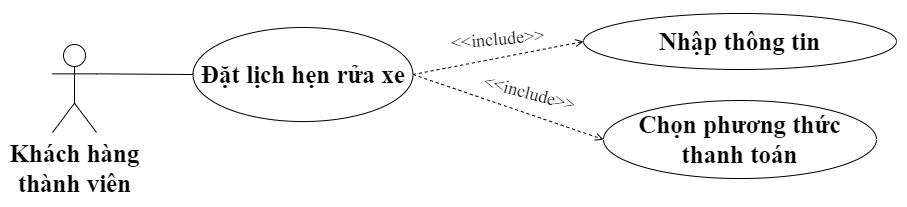 Khách hàng
thành viên
Đặt lịch hẹn rửa xe
<<include>>
Nhập thông tin
<<include>>
Chọn phương thức
thanh toán